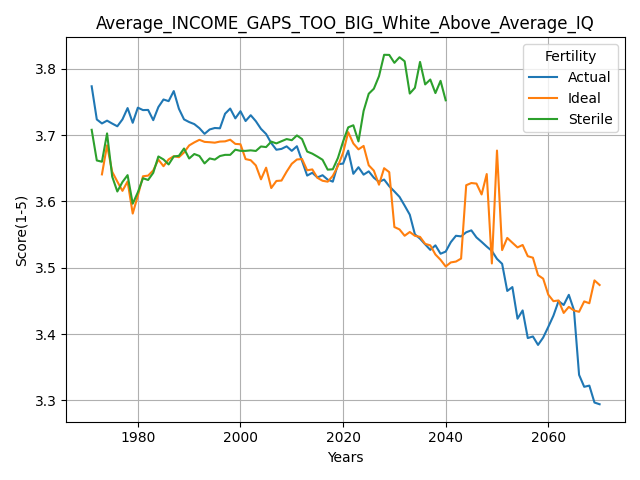 Average_INCOME_GAPS_TOO_BIG_White_Above_Average_IQ
Fertility
Actual
Ideal
Sterile
Score(1-5)
3.8
3.7
3.6
3.5
3.4
3.3
1980 2000 2020 2040 2060
Years